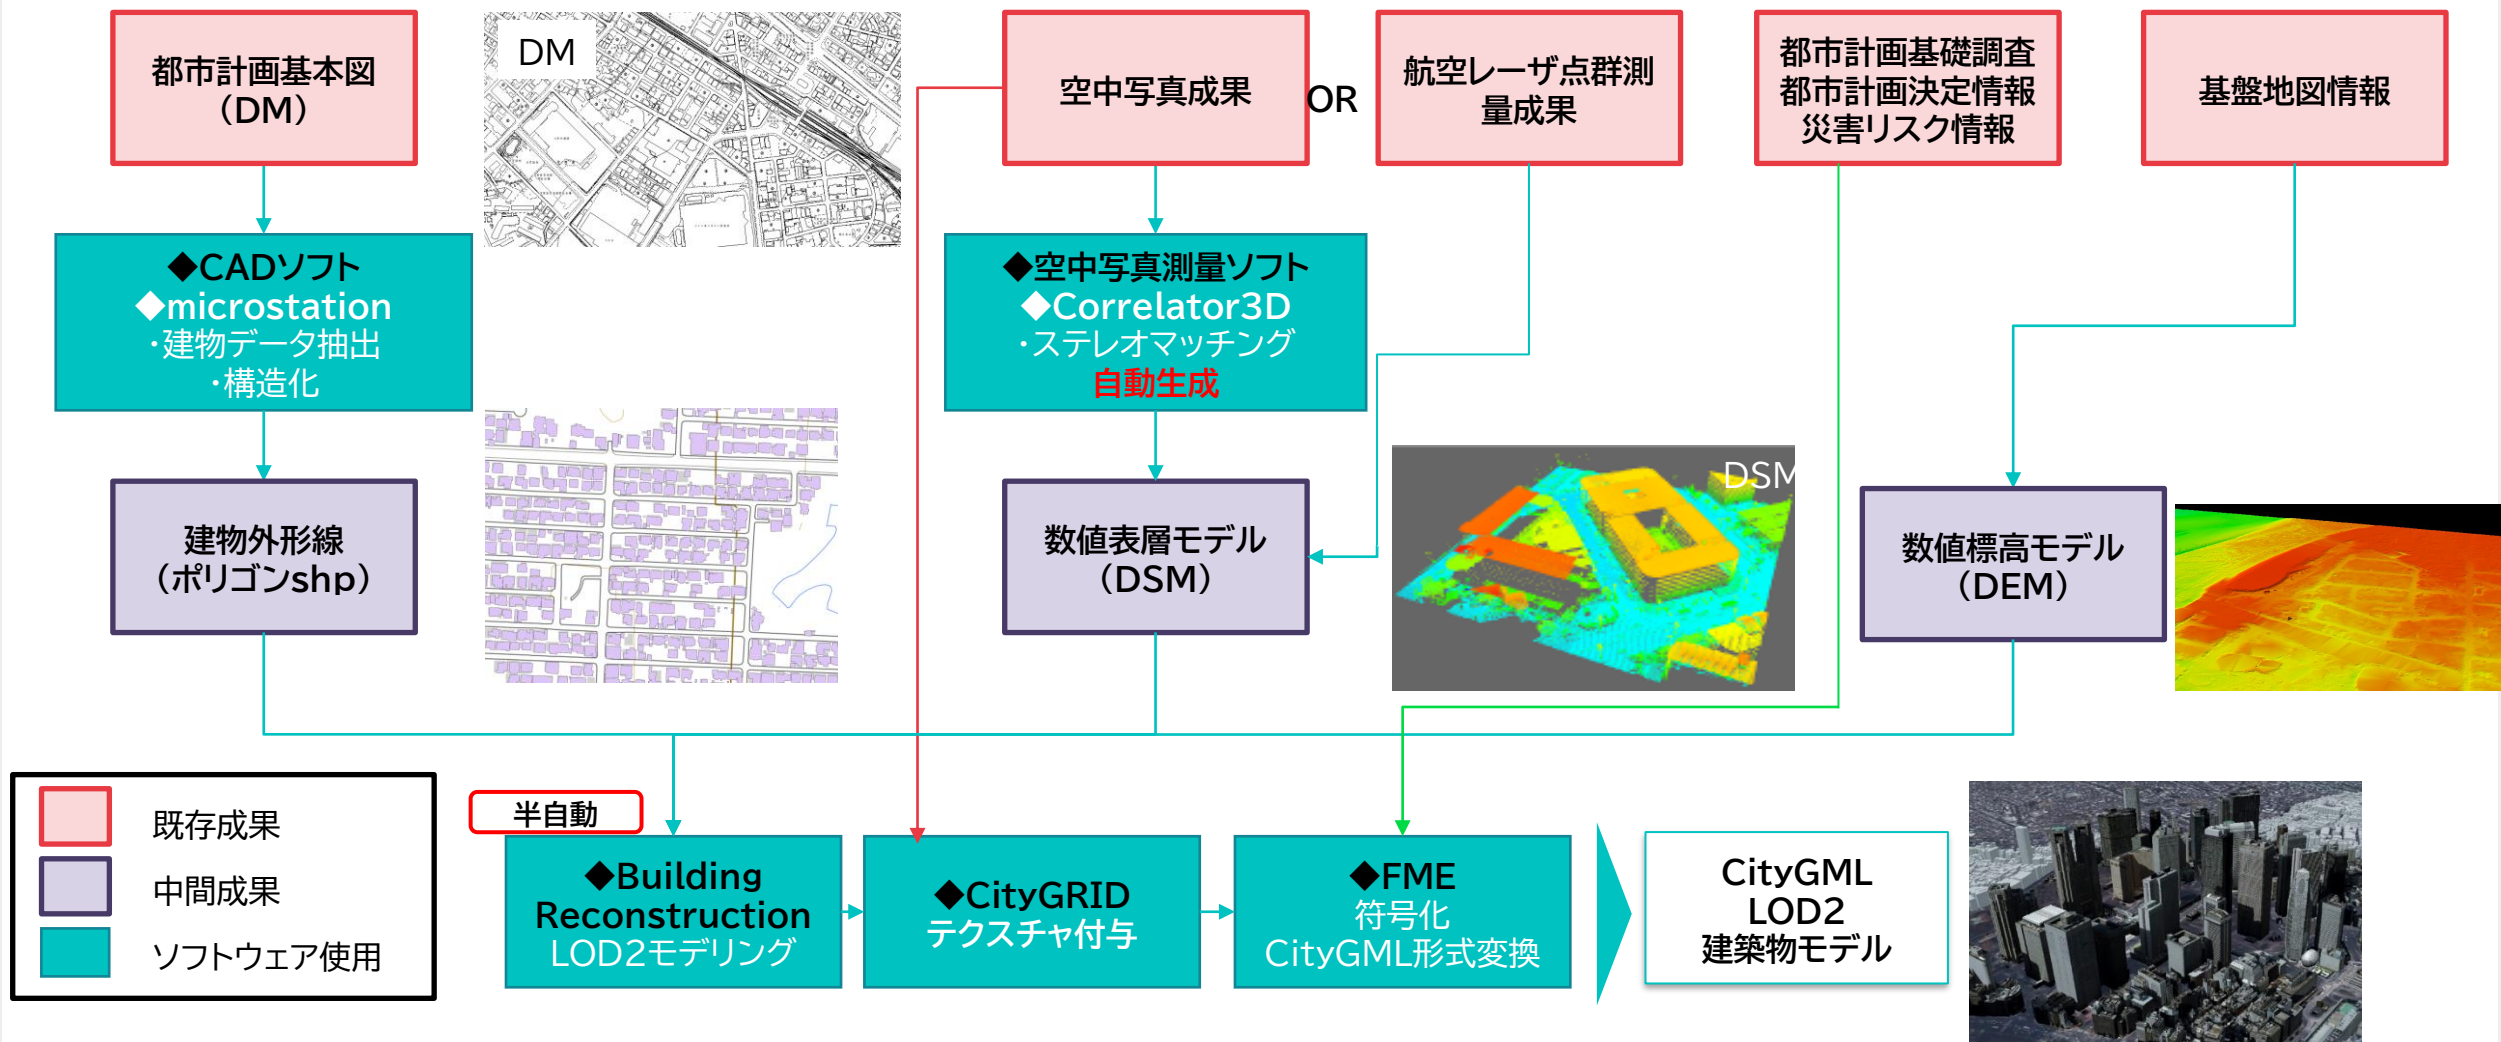 都市計画基本図
（DM）
DM
空中写真成果
OR
航空レーザ点群測
量成果
都市計画基礎調査
都市計画決定情報
災害リスク情報
基盤地図情報
◆CADソフト
◆microstation
・建物データ抽出
・構造化
◆空中写真測量ソフト
◆Correlator3D
・ステレオマッチング
自動生成
建物外形線
（ポリゴンshp）
数値表層モデル
（DSM）
DSM
数値標高モデル
（DEM）
既存成果
中間成果
ソフトウェア使用
半自動
◆Building
Reconstruction
LOD2モデリング
◆CityGRID
テクスチャ付与
◆FME
符号化
CityGML形式変換
CityGML
LOD2
建築物モデル